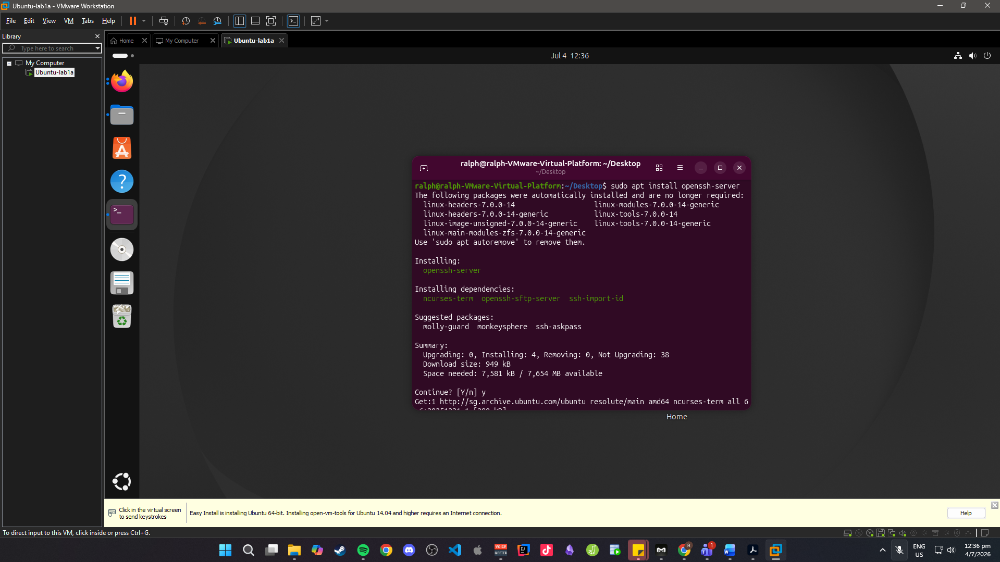 Ubuntu-lab1a - VMware Workstation
File Edit View VM Tabs Help
Library
Type here to search
My Computer
Ubuntu-lab1a
Home
My Computer
Ubuntu-lab1a
Jul 4 12:36
ralph@ralph-VMware-Virtual-Platform: ~/Desktop
~/Desktop
ralph@ralph-VMware-Virtual-Platform:~/Desktop$ sudo apt install openssh-server
The following packages were automatically installed and are no longer required:
linux-headers-7.0.0-14 linux-modules-7.0.0-14-generic
linux-headers-7.0.0-14-generic linux-tools-7.0.0-14
linux-image-unsigned-7.0.0-14-generic linux-tools-7.0.0-14-generic
linux-main-modules-zfs-7.0.0-14-generic
Use 'sudo apt autoremove' to remove them.
Installing:
openssh-server
Installing dependencies:
ncurses-term openssh-sftp-server ssh-import-id
Suggested packages:
molly-guard monkeysphere ssh-askpass
Summary:
Upgrading: 0, Installing: 4, Removing: 0, Not Upgrading: 38
Download size: 949 kB
Space needed: 7,581 kB / 7,654 MB available
Continue? [Y/n] y
Get:1 http://sg.archive.ubuntu.com/ubuntu resolute/main amd64 ncurses-term all 6
Home
Click in the virtual screen
to send keystrokes
Easy Install is installing Ubuntu 64-bit. Installing open-vm-tools for Ubuntu 14.04 and higher requires an Internet connection.
Help
To direct input to this VM, click inside or press Ctrl+G.
VOICE
MEETER
R
1
ENG
US
12:36 pm
4/7/2026